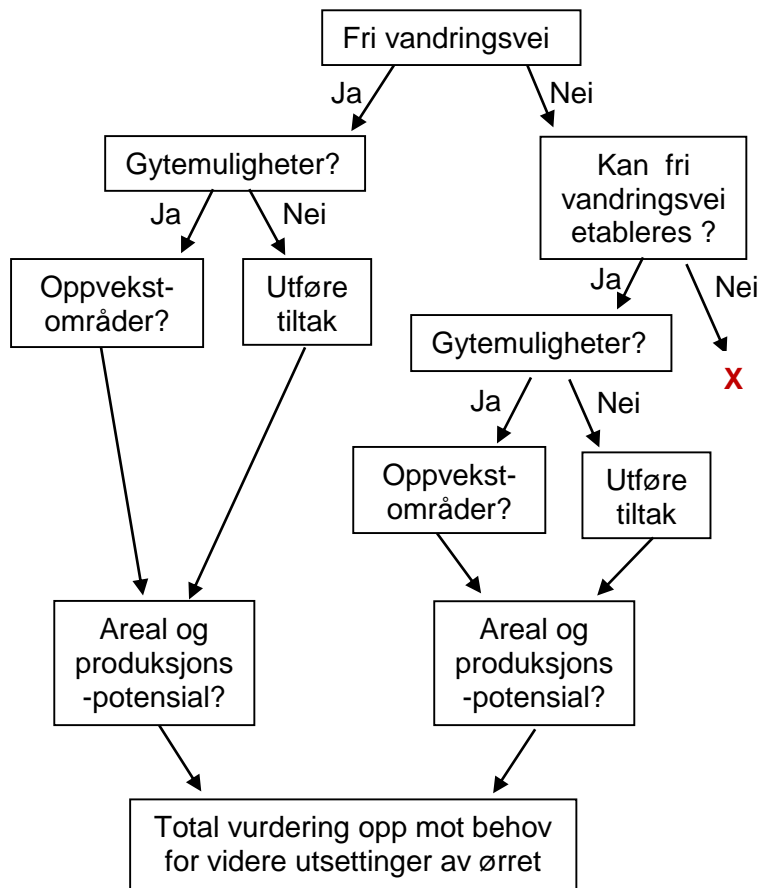 Fri vandringsvei
Ja
Nei
Gytemuligheter?
Kan fri
vandringsvei
etableres ?
Ja
Nei
Oppvekst-
områder?
Utføre
tiltak
Ja
Nei
Gytemuligheter?
X
Ja
Nei
Oppvekst-
områder?
Utføre
tiltak
Areal og
produksjons
-potensial?
Areal og
produksjons
-potensial?
Total vurdering opp mot behov
for videre utsettinger av ørret